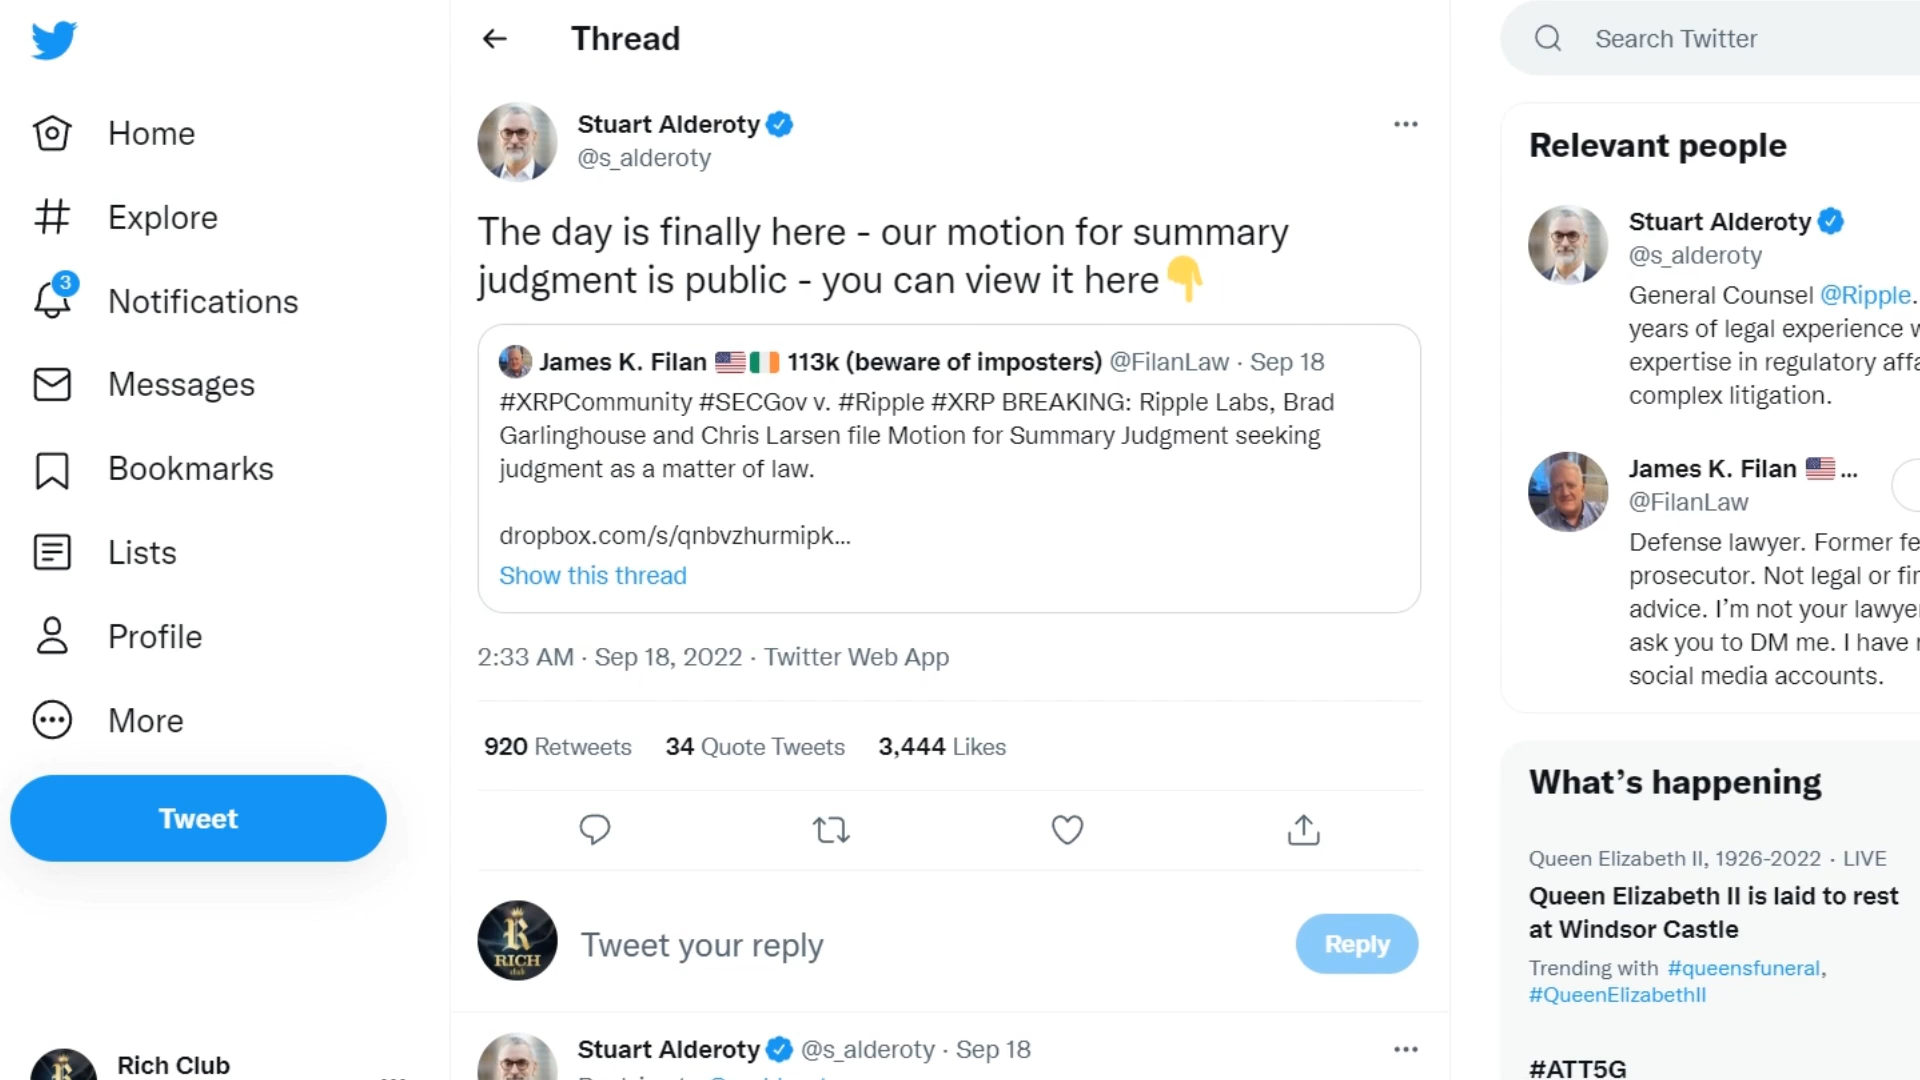 Home
Explore
3
Notifications
Messages
Bookmarks
Lists
Profile
More
Tweet
Rich Club
Thread
Stuart Alderoty
@s_alderoty
The day is finally here - our motion for summary
judgment is public - you can view it here👇
James K. Filan 🇺🇸🇮🇪 113k (beware of imposters) @FilanLaw · Sep 18
#XRPCommunity #SECGov v. #Ripple #XRP BREAKING: Ripple Labs, Brad
Garlinghouse and Chris Larsen file Motion for Summary Judgment seeking
judgment as a matter of law.
dropbox.com/s/qnbvzhurmipk...
Show this thread
2:33 AM · Sep 18, 2022 · Twitter Web App
920 Retweets 34 Quote Tweets 3,444 Likes
R
RICH
club
Tweet your reply
Reply
Stuart Alderoty @s_alderoty · Sep 18
Search Twitter
Relevant people
Stuart Alderoty
@s_alderoty
General Counsel @Ripple.
years of legal experience
expertise in regulatory
complex litigation.
James K. Filan 🇺🇸...
@FilanLaw
Defense lawyer. Former
prosecutor. Not legal or
advice. I’m not your
ask you to DM me. I have
social media accounts.
What’s happening
Queen Elizabeth II, 1926-2022 · LIVE
Queen Elizabeth II is laid to rest
at Windsor Castle
Trending with #queensfuneral,
#QueenElizabethII
#ATT5G